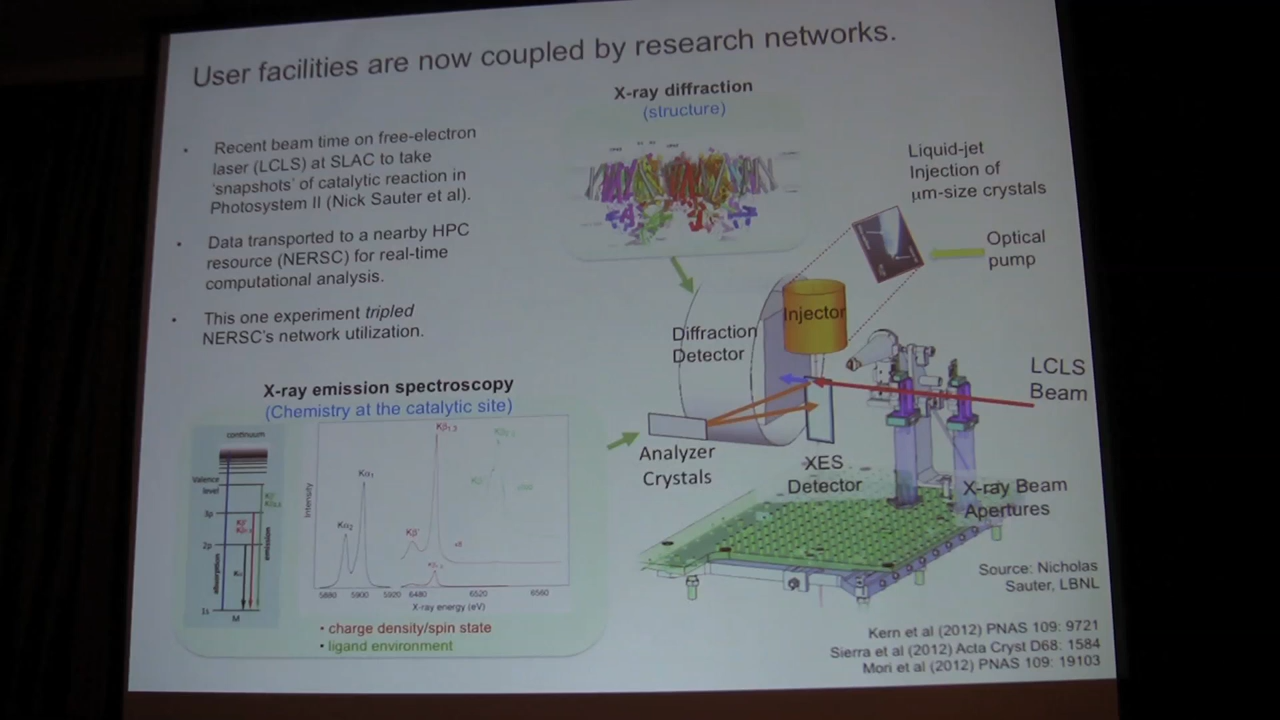 User facilities are now coupled by research networks.
• Recent beam time on free-electron
laser (LCLS) at SLAC to take
'snapshots' of catalytic reaction in
Photosystem II (Nick Sauter et al).
• Data transported to a nearby HPC
resource (NERSC) for real-time
computational analysis.
• This one experiment tripled
NERSC's network utilization.
X-ray diffraction
(structure)
Liquid-jet
Injection of
μm-size crystals
Optical
pump
Injector
Diffraction
Detector
LCLS
Beam
Analyzer
Crystals
XES
Detector
X-ray Beam
Apertures
X-ray emission spectroscopy
(Chemistry at the catalytic site)
continuum
Valence
level
3p
2p
1s
M
absorption
Kα
emission
Intensity
Kα2
Kα1
Kβ'
Kβ1,3
5880 5900 5920 6480 6520 6560
X-ray energy (eV)
• charge density/spin state
• ligand environment
Source: Nicholas
Sauter, LBNL
Kern et al (2012) PNAS 109: 9721
Sierra et al (2012) Acta Cryst D68: 1584
Mori et al (2012) PNAS 109: 19103